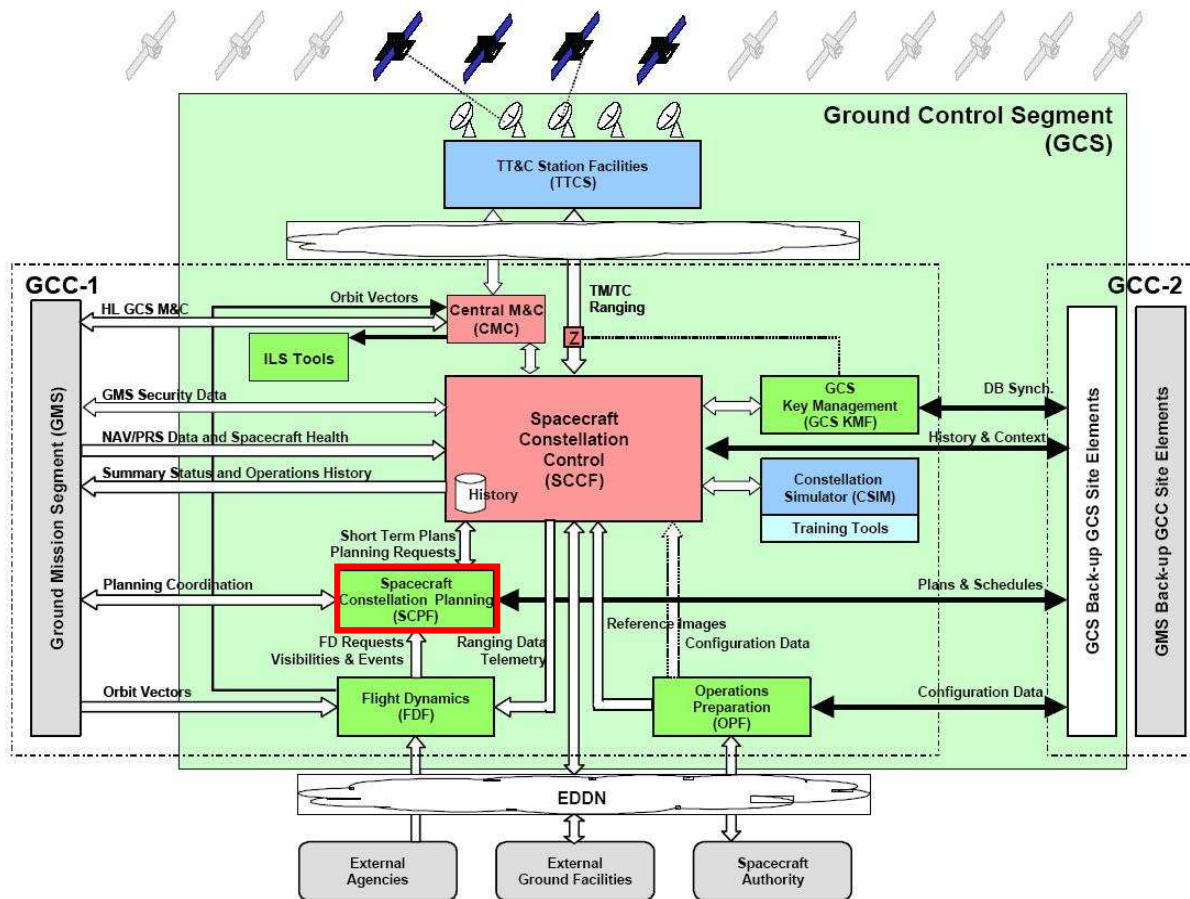 Ground Control Segment
(GCS)
TT&C Station Facilities
(TTCS)
GCC-1
GCC-2
Orbit Vectors
TM/TC
Ranging
HL GCS M&C
Central M&C
(CMC)
Z
ILS Tools
GMS Security Data
GCS
Key Management
(GCS KMF)
DB Synch.
Spacecraft
Constellation
Control
(SCCF)
NAV/PRS Data and Spacecraft Health
History & Context
Summary Status and Operations History
History
Constellation
Simulator (CSIM)
Training Tools
Short Term Plans
Planning Requests
Planning Coordination
Spacecraft
Constellation Planning
(SCPF)
Plans & Schedules
FD Requests
Visibilities & Events
Ranging Data
Telemetry
Reference Images
Configuration Data
Orbit Vectors
Flight Dynamics
(FDF)
Operations
Preparation
(OPF)
Configuration Data
Ground Mission Segment (GMS)
GCS Back-up GCS Site Elements
GMS Back-up GCC Site Elements
EDDN
External
Agencies
External
Ground Facilities
Spacecraft
Authority